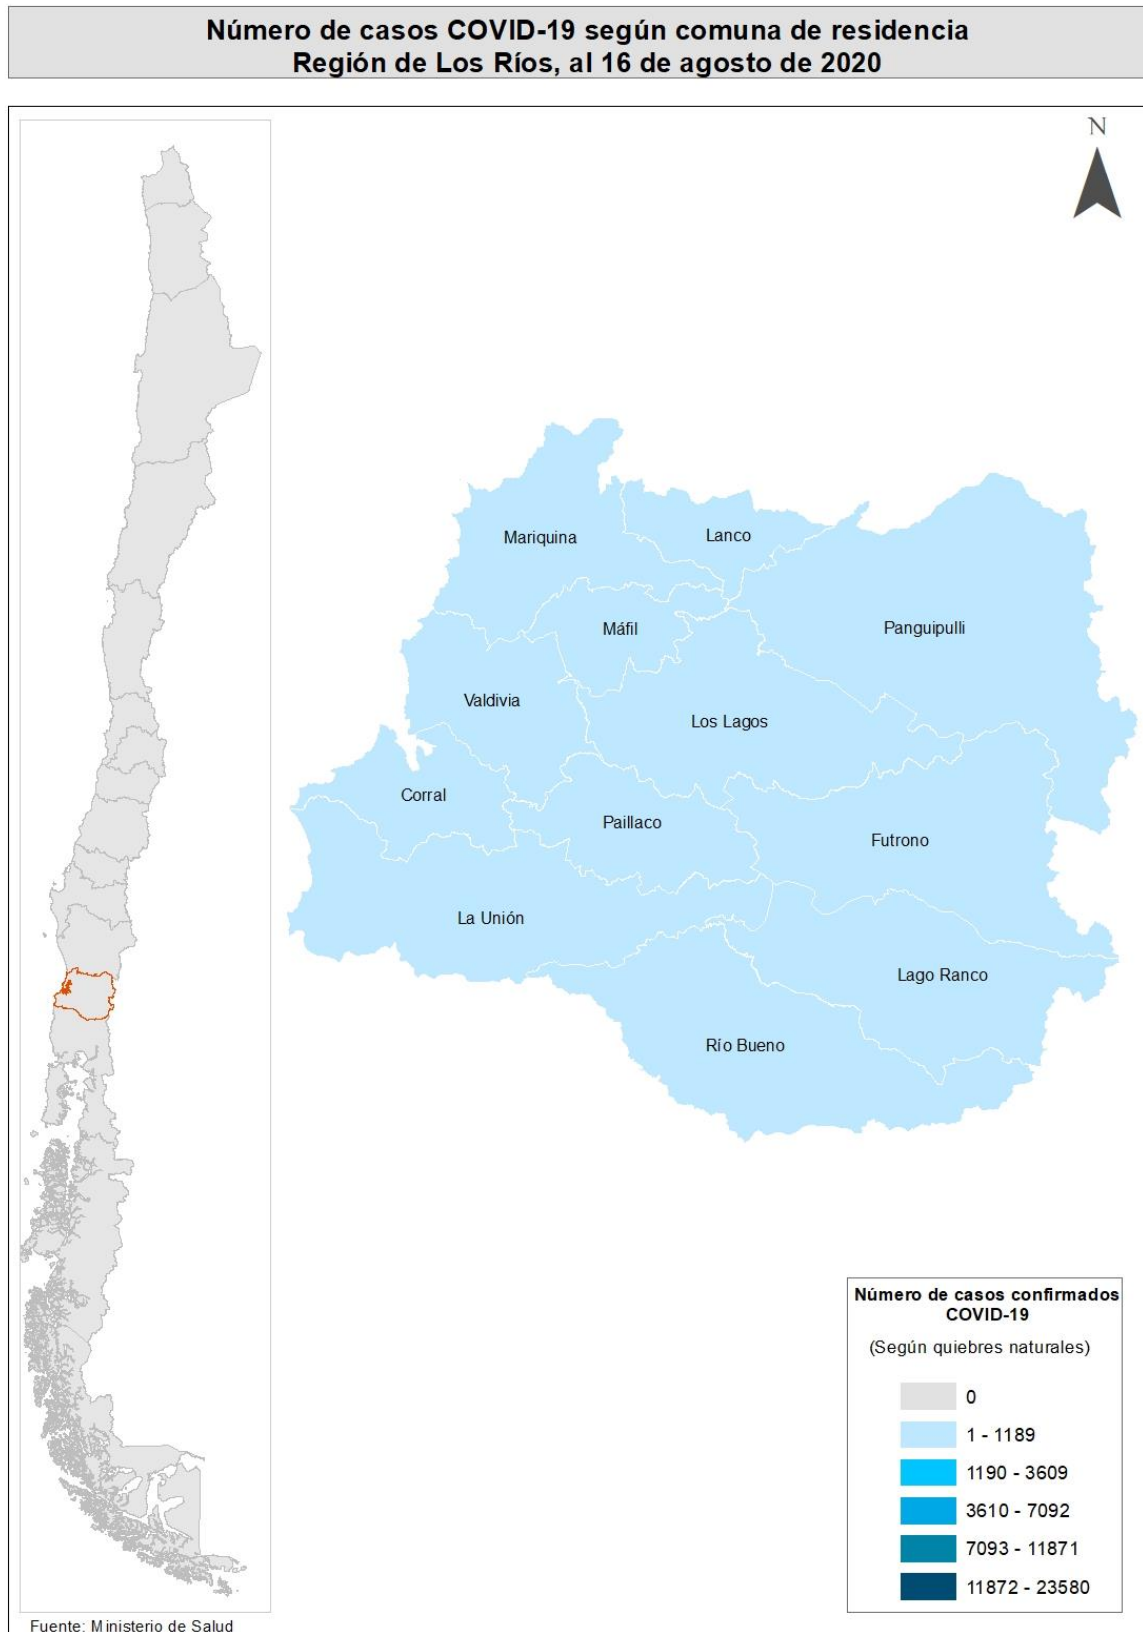 Número de casos COVID-19 según comuna de residencia
Región de Los Ríos, al 16 de agosto de 2020
N
Mariquina
Lanco
Máfil
Panguipulli
Valdivia
Los Lagos
Corral
Paillaco
Futrono
La Unión
Lago Ranco
Río Bueno
Número de casos confirmados
COVID-19
(Según quiebres naturales)
0
1 - 1189
1190 - 3609
3610 - 7092
7093 - 11871
11872 - 23580
Fuente: Ministerio de Salud